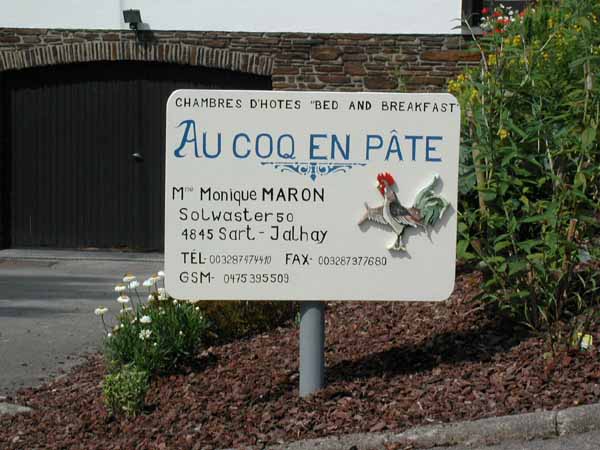 CHAMBRES D'HOTES "BED AND BREAKFAST"
AU COQ EN PÂTE
Mme Monique MARON
Solwaster 50
4845 Sart-Jalhay
TÉL- 003287474410 FAX- 003287377680
GSM- 0475395509